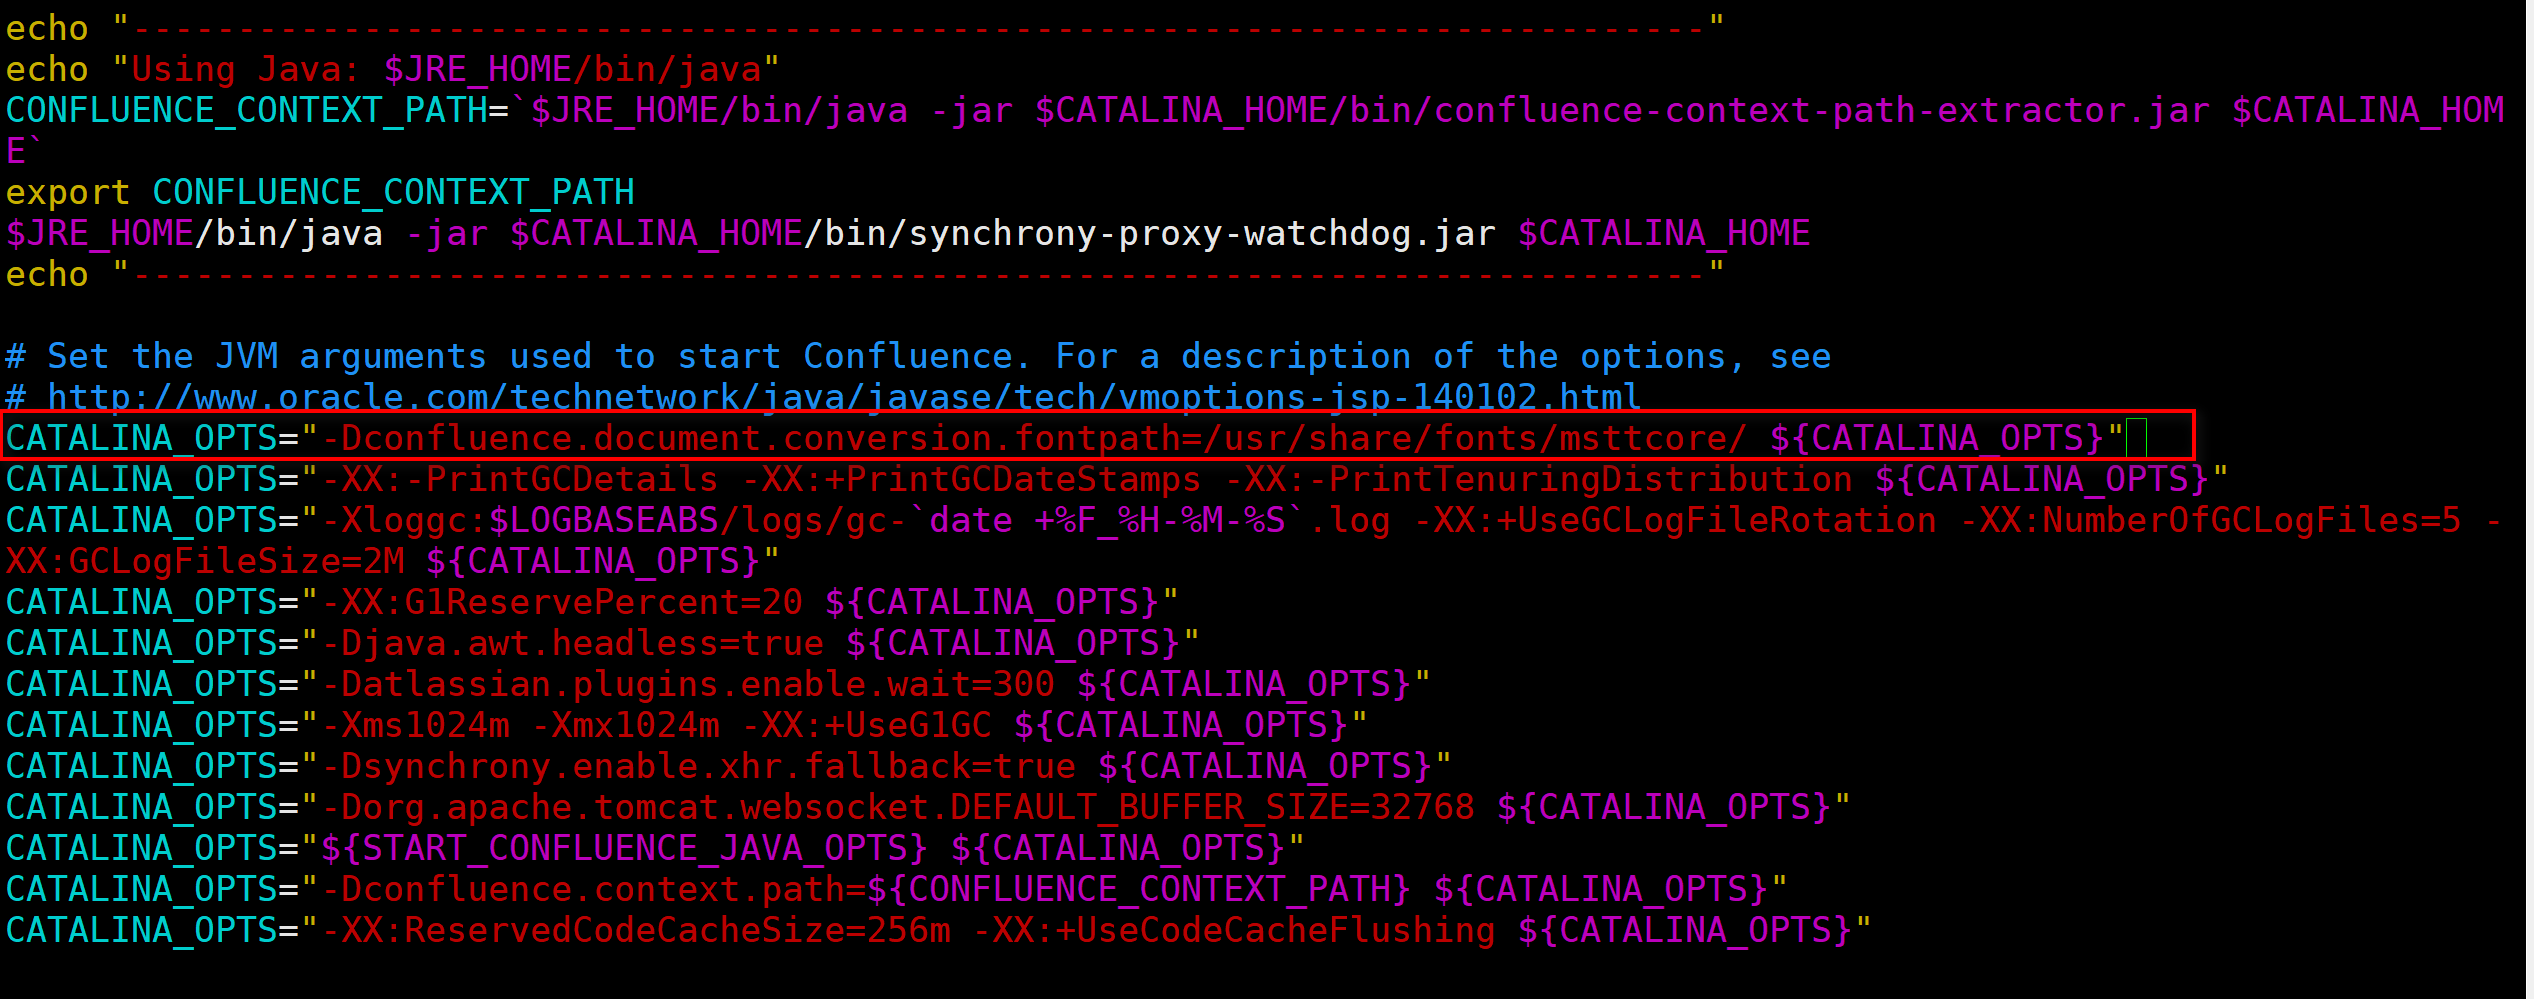 echo "---------------------------------------------------------------------------"
echo "Using Java: $JRE_HOME/bin/java"
CONFLUENCE_CONTEXT_PATH=`$JRE_HOME/bin/java -jar $CATALINA_HOME/bin/confluence-context-path-extractor.jar $CATALINA_HOM
E`
export CONFLUENCE_CONTEXT_PATH
$JRE_HOME/bin/java -jar $CATALINA_HOME/bin/synchrony-proxy-watchdog.jar $CATALINA_HOME
echo "---------------------------------------------------------------------------"
# Set the JVM arguments used to start Confluence. For a description of the options, see
# http://www.oracle.com/technetwork/java/javase/tech/vmoptions-jsp-140102.html
CATALINA_OPTS="-Dconfluence.document.conversion.fontpath=/usr/share/fonts/msttcore/ ${CATALINA_OPTS}"
CATALINA_OPTS="-XX:-PrintGCDetails -XX:+PrintGCDateStamps -XX:-PrintTenuringDistribution ${CATALINA_OPTS}"
CATALINA_OPTS="-Xloggc:$LOGBASEABS/logs/gc-`date +%F_%H-%M-%S`.log -XX:+UseGCLogFileRotation -XX:NumberOfGCLogFiles=5 -
XX:GCLogFileSize=2M ${CATALINA_OPTS}"
CATALINA_OPTS="-XX:G1ReservePercent=20 ${CATALINA_OPTS}"
CATALINA_OPTS="-Djava.awt.headless=true ${CATALINA_OPTS}"
CATALINA_OPTS="-Datlassian.plugins.enable.wait=300 ${CATALINA_OPTS}"
CATALINA_OPTS="-Xms1024m -Xmx1024m -XX:+UseG1GC ${CATALINA_OPTS}"
CATALINA_OPTS="-Dsynchrony.enable.xhr.fallback=true ${CATALINA_OPTS}"
CATALINA_OPTS="-Dorg.apache.tomcat.websocket.DEFAULT_BUFFER_SIZE=32768 ${CATALINA_OPTS}"
CATALINA_OPTS="${START_CONFLUENCE_JAVA_OPTS} ${CATALINA_OPTS}"
CATALINA_OPTS="-Dconfluence.context.path=${CONFLUENCE_CONTEXT_PATH} ${CATALINA_OPTS}"
CATALINA_OPTS="-XX:ReservedCodeCacheSize=256m -XX:+UseCodeCacheFlushing ${CATALINA_OPTS}"